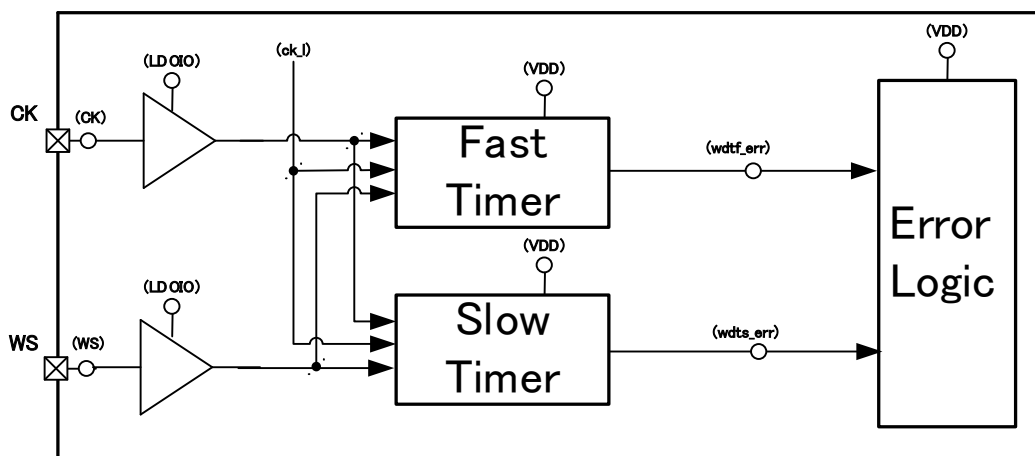 (VDD)
(LDOIO)
(ck_l)
(VDD)
CK
(CK)
Fast
Timer
(wdtf_err)
Error
Logic
(VDD)
(LDOIO)
WS
(WS)
Slow
Timer
(wdts_err)